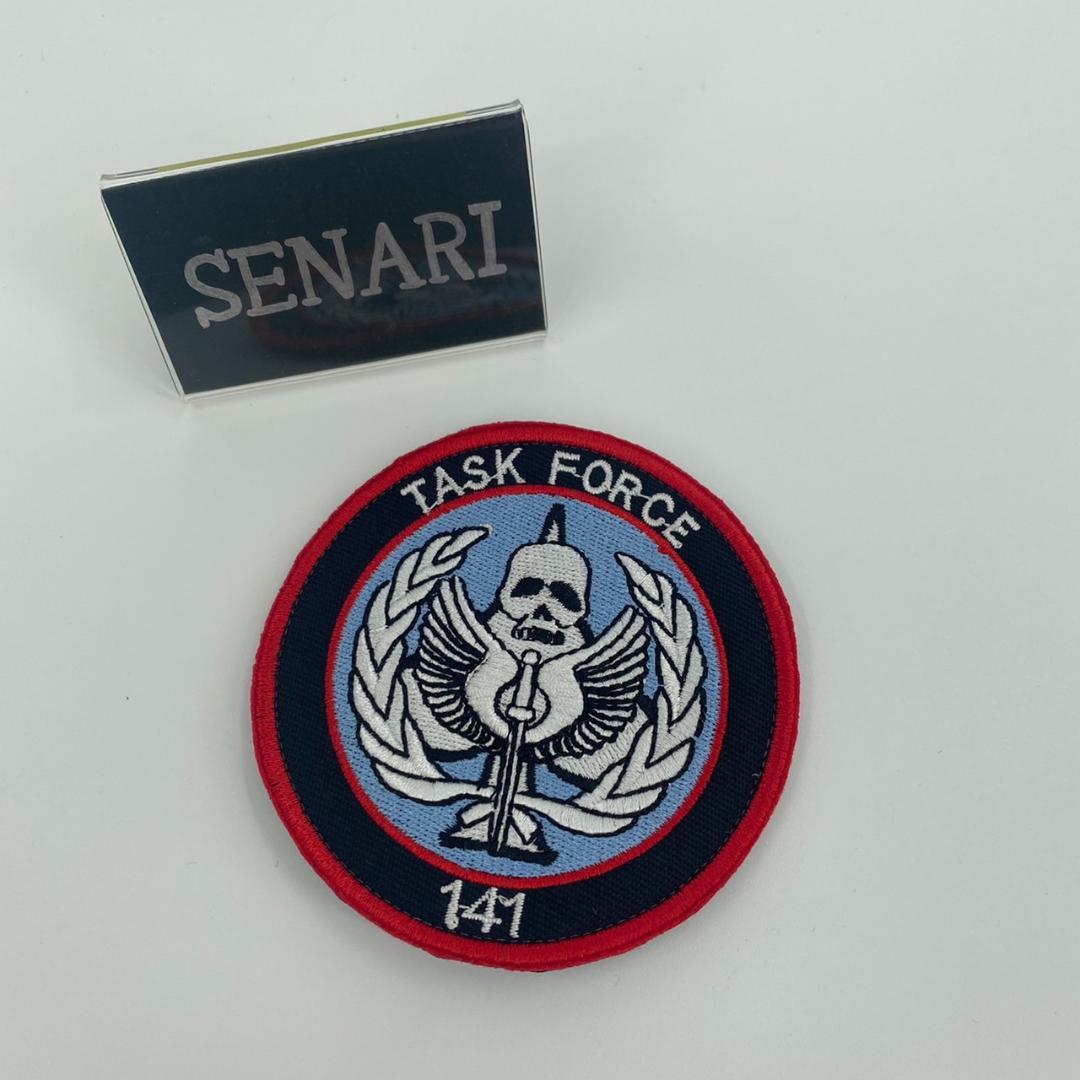 SENARI
TASK FORCE
141